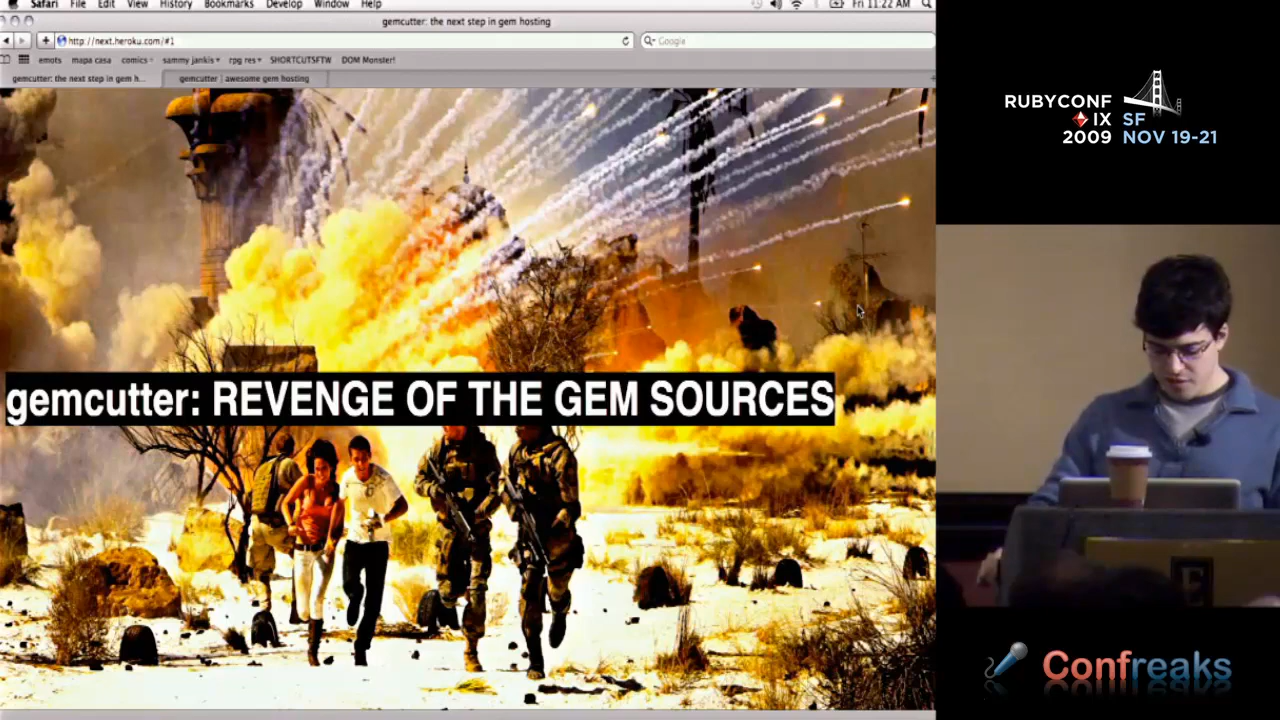 Safari File Edit View History Bookmarks Develop Window Help
Fri 11:22 AM
gemcutter: the next step in gem hosting
http://next.heroku.com/#1
Google
emots mapa casa comics sammy jankis rpg res SHORTCUTSFTW DOM Monster!
gemcutter: the next step in gem h...
gemcutter | awesome gem hosting
gemcutter: REVENGE OF THE GEM SOURCES
RUBYCONF
IX SF
2009 NOV 19-21
Confreaks